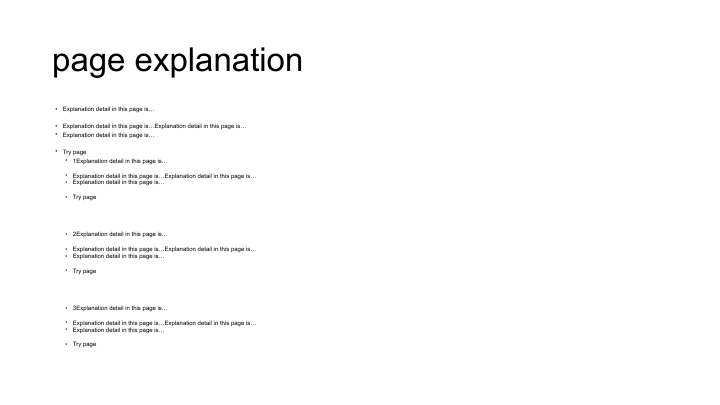 page explanation
• Explanation detail in this page is…
• Explanation detail in this page is…Explanation detail in this page is…
• Explanation detail in this page is…
• Try page
• 1Explanation detail in this page is…
• Explanation detail in this page is…Explanation detail in this page is…
• Explanation detail in this page is…
• Try page
• 2Explanation detail in this page is…
• Explanation detail in this page is…Explanation detail in this page is…
• Explanation detail in this page is…
• Try page
• 3Explanation detail in this page is…
• Explanation detail in this page is…Explanation detail in this page is…
• Explanation detail in this page is…
• Try page